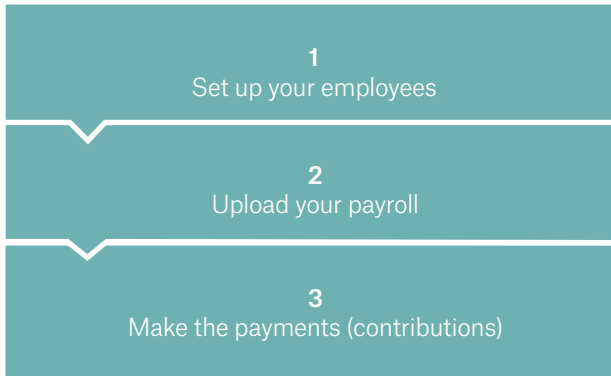 1
Set up your employees
2
Upload your payroll
3
Make the payments (contributions)